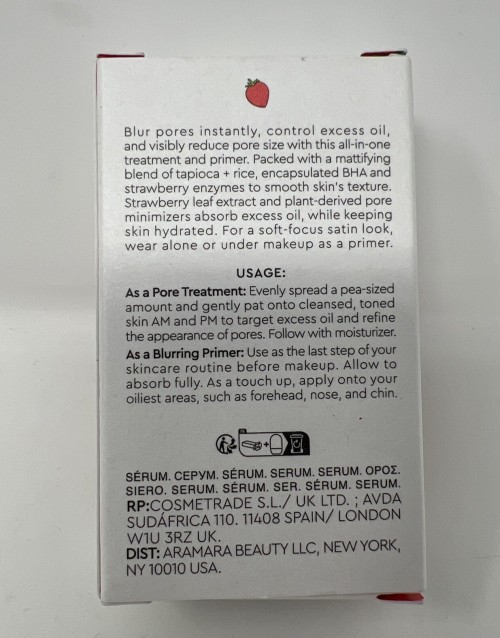 Blur pores instantly, control excess oil,
and visibly reduce pore size with this all-in-one
treatment and primer. Packed with a mattifying
blend of tapioca + rice, encapsulated BHA and
strawberry enzymes to smooth skin's texture.
Strawberry leaf extract and plant-derived pore
minimizers absorb excess oil, while keeping
skin hydrated. For a soft-focus satin look,
wear alone or under makeup as a primer.
USAGE:
As a Pore Treatment: Evenly spread a pea-sized
amount and gently pat onto cleansed, toned
skin AM and PM to target excess oil and refine
the appearance of pores. Follow with moisturizer.
As a Blurring Primer: Use as the last step of your
skincare routine before makeup. Allow to
absorb fully. As a touch up, apply onto your
oiliest areas, such as forehead, nose, and chin.
SÉRUM. СЕРУМ. SÉRUM. SERUM. SERUM. ΟΡΟΣ.
SIERO. SERUM. SÉRUM. SER. SÉRUM. SERUM.
RP:COSMETRADE S.L./ UK LTD. ; AVDA
SUDÁFRICA 110. 11408 SPAIN/ LONDON
W1U 3RZ UK.
DIST: ARAMARA BEAUTY LLC, NEW YORK,
NY 10010 USA.